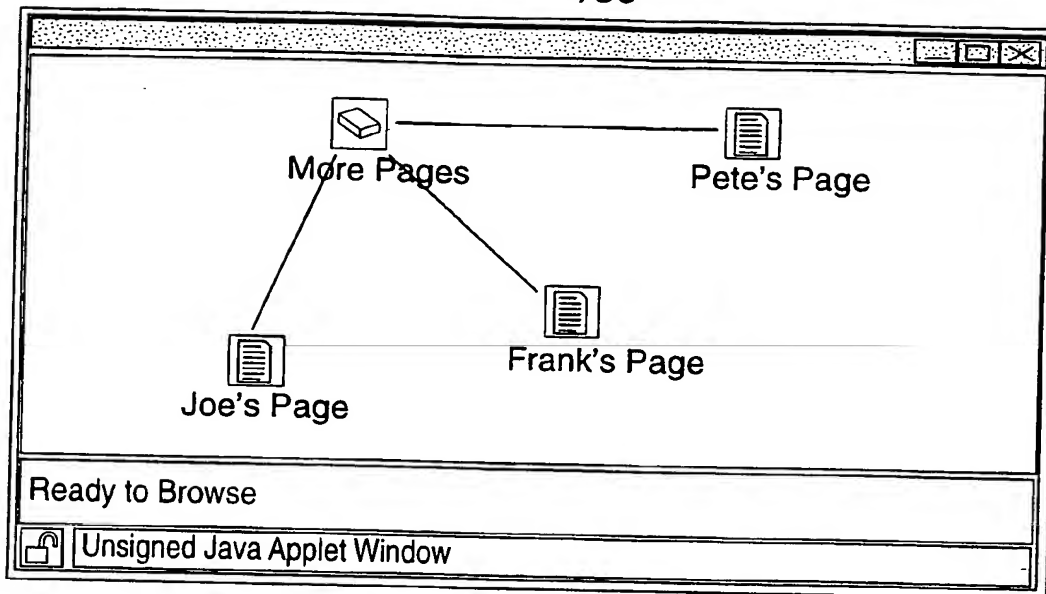 More Pages
Pete's Page
Frank's Page
Joe's Page
Ready to Browse
Unsigned Java Applet Window